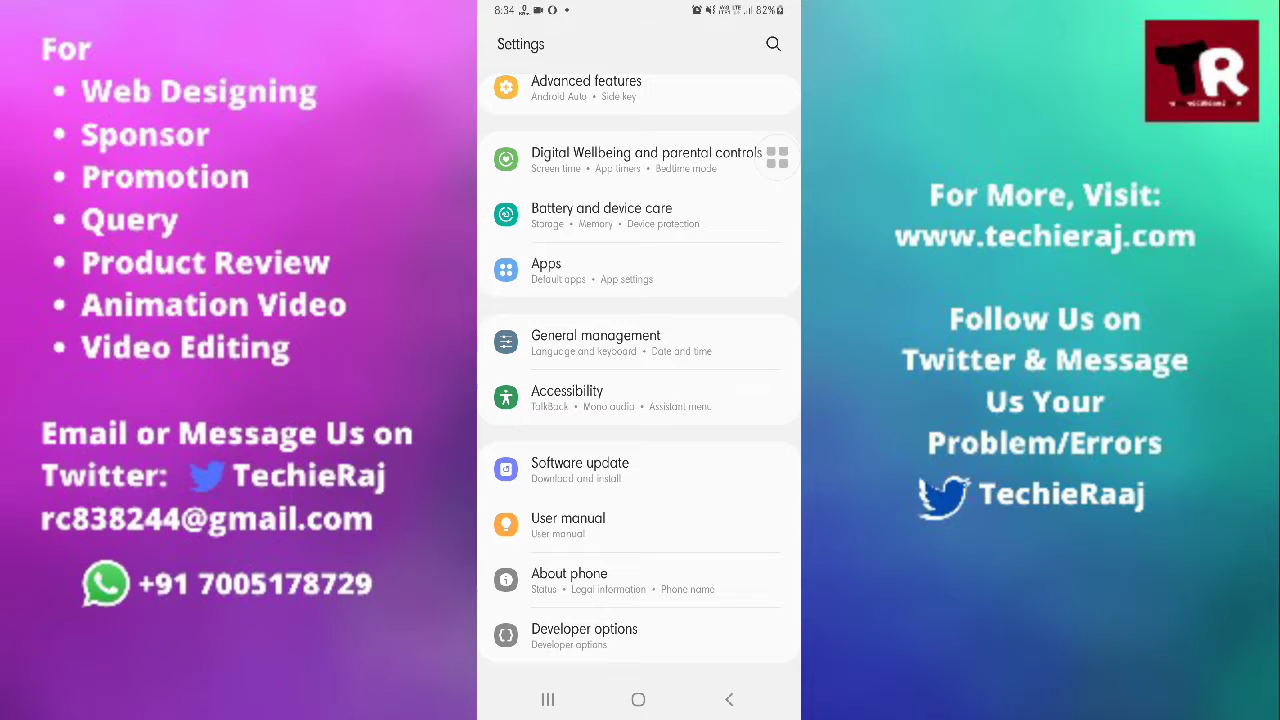 For
• Web Designing
• Sponsor
• Promotion
• Query
• Product Review
• Animation Video
• Video Editing
Email or Message Us on
Twitter: TechieRaj
rc838244@gmail.com
+91 7005178729
8:34
82%
Settings
Advanced features
Android Auto • Side key
Digital Wellbeing and parental controls
Screen time • App timers • Bedtime mode
Battery and device care
Storage • Memory • Device protection
Apps
Default apps • App settings
General management
Language and keyboard • Date and time
Accessibility
TalkBack • Mono audio • Assistant menu
Software update
Download and install
User manual
User manual
About phone
Status • Legal information • Phone name
Developer options
Developer options
TR
For More, Visit:
www.techieraj.com
Follow Us on
Twitter & Message
Us Your
Problem/Errors
TechieRaaj